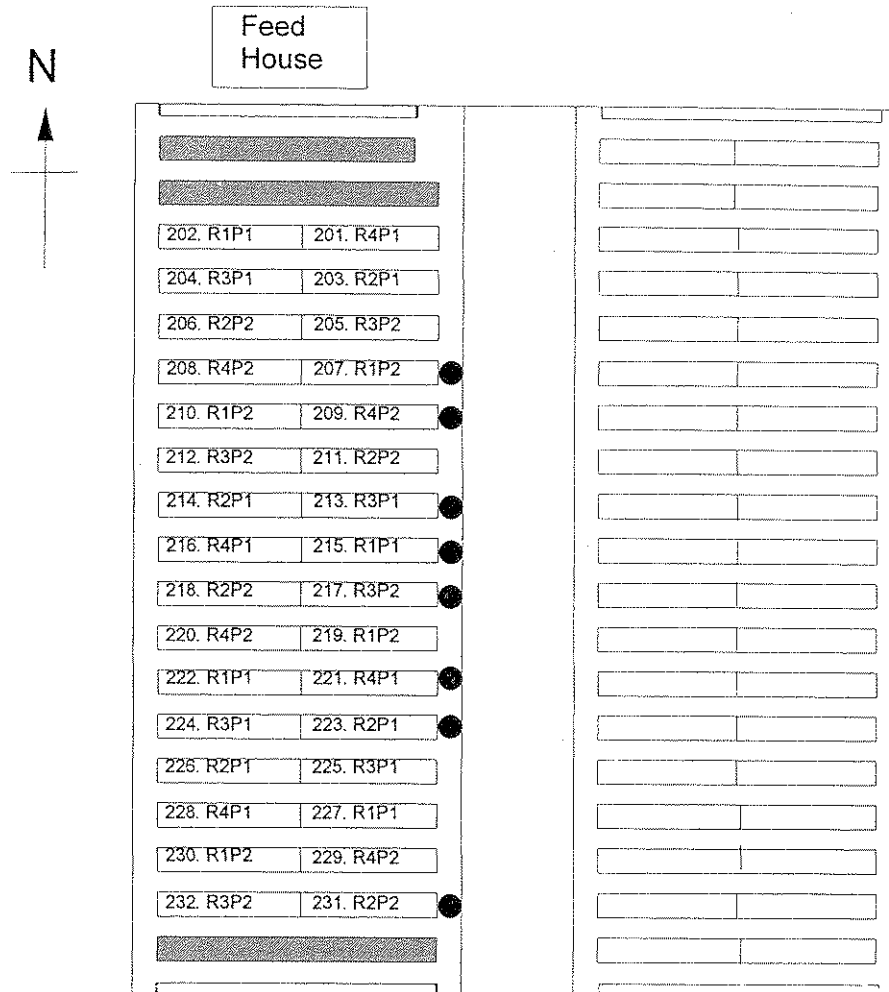 Feed
House
N
202. R1P1 201. R4P1
204. R3P1 203. R2P1
206. R2P2 205. R3P2
208. R4P2 207. R1P2
210. R1P2 209. R4P2
212. R3P2 211. R2P2
214. R2P1 213. R3P1
216. R4P1 215. R1P1
218. R2P2 217. R3P2
220. R4P2 219. R1P2
222. R1P1 221. R4P1
224. R3P1 223. R2P1
226. R2P1 225. R3P1
228. R4P1 227. R1P1
230. R1P2 229. R4P2
232. R3P2 231. R2P2